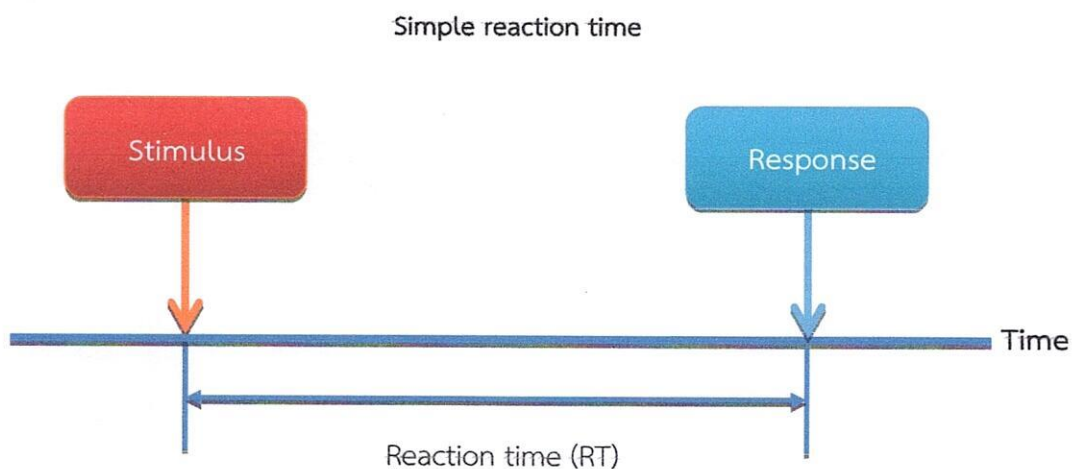 Simple reaction time
Stimulus
Response
Time
Reaction time (RT)